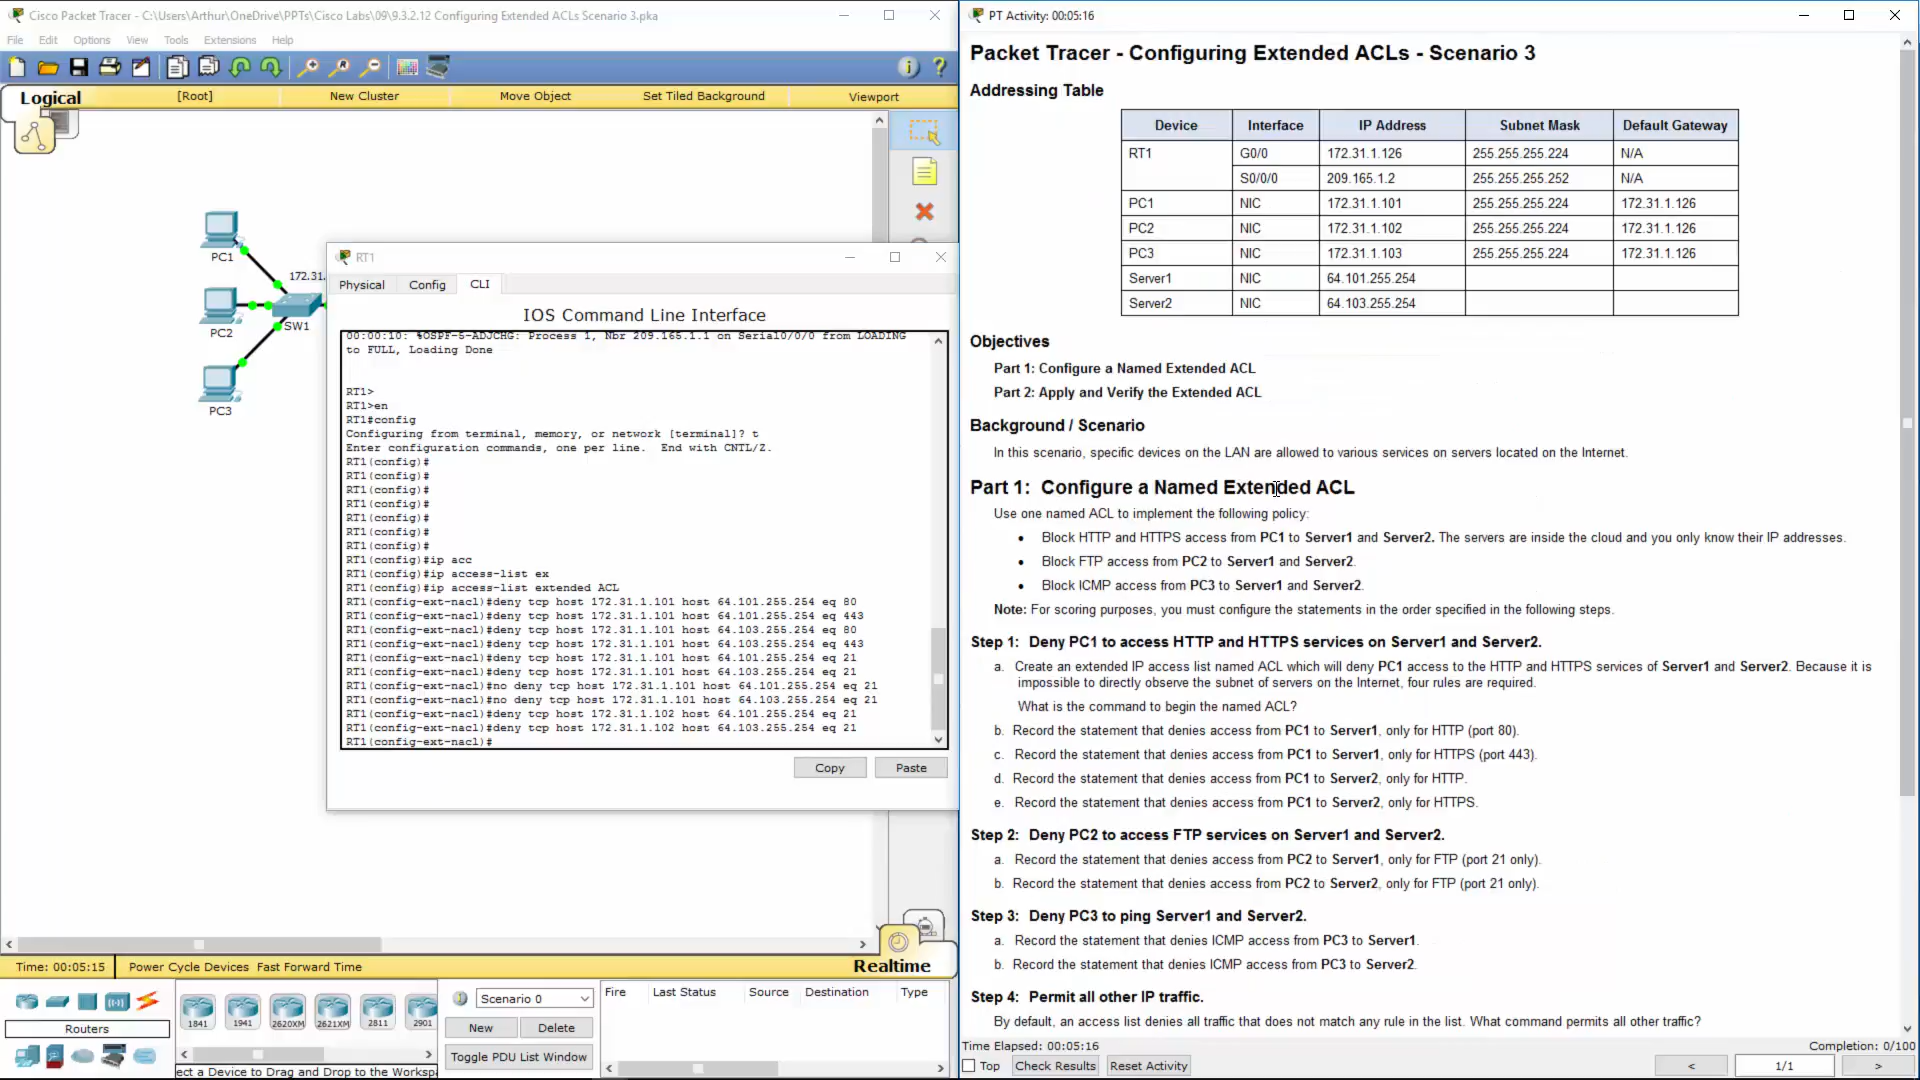 Cisco Packet Tracer - C:\Users\Arthur\OneDrive\PPTs\Cisco Labs\09\9.3.2.12 Configuring Extended ACLs Scenario 3.pka
File Edit Options View Tools Extensions Help
Logical [Root] New Cluster Move Object Set Tiled Background Viewport
PC1
172.31.
PC2
SW1
PC3
RT1
Physical Config CLI
IOS Command Line Interface
00:00:10: %OSPF-5-ADJCHG: Process 1, Nbr 209.165.1.1 on Serial0/0/0 from LOADING
to FULL, Loading Done
RT1>
RT1>en
RT1#config
Configuring from terminal, memory, or network [terminal]? t
Enter configuration commands, one per line. End with CNTL/Z.
RT1(config)#
RT1(config)#
RT1(config)#
RT1(config)#
RT1(config)#
RT1(config)#
RT1(config)#
RT1(config)#ip acc
RT1(config)#ip access-list ex
RT1(config)#ip access-list extended ACL
RT1(config-ext-nacl)#deny tcp host 172.31.1.101 host 64.101.255.254 eq 80
RT1(config-ext-nacl)#deny tcp host 172.31.1.101 host 64.101.255.254 eq 443
RT1(config-ext-nacl)#deny tcp host 172.31.1.101 host 64.103.255.254 eq 80
RT1(config-ext-nacl)#deny tcp host 172.31.1.101 host 64.103.255.254 eq 443
RT1(config-ext-nacl)#deny tcp host 172.31.1.101 host 64.101.255.254 eq 21
RT1(config-ext-nacl)#deny tcp host 172.31.1.101 host 64.103.255.254 eq 21
RT1(config-ext-nacl)#no deny tcp host 172.31.1.101 host 64.101.255.254 eq 21
RT1(config-ext-nacl)#no deny tcp host 172.31.1.101 host 64.103.255.254 eq 21
RT1(config-ext-nacl)#deny tcp host 172.31.1.102 host 64.101.255.254 eq 21
RT1(config-ext-nacl)#deny tcp host 172.31.1.102 host 64.103.255.254 eq 21
RT1(config-ext-nacl)#
Copy Paste
Realtime
Time: 00:05:15 Power Cycle Devices Fast Forward Time
Routers
1841 1941 2620XM 2621XM 2811 2901
ect a Device to Drag and Drop to the Workspa
Scenario 0
New Delete
Toggle PDU List Window
Fire Last Status Source Destination Type
PT Activity: 00:05:16
Packet Tracer - Configuring Extended ACLs - Scenario 3
Addressing Table
Device Interface IP Address Subnet Mask Default Gateway
RT1 G0/0 172.31.1.126 255.255.255.224 N/A
S0/0/0 209.165.1.2 255.255.255.252 N/A
PC1 NIC 172.31.1.101 255.255.255.224 172.31.1.126
PC2 NIC 172.31.1.102 255.255.255.224 172.31.1.126
PC3 NIC 172.31.1.103 255.255.255.224 172.31.1.126
Server1 NIC 64.101.255.254
Server2 NIC 64.103.255.254
Objectives
Part 1: Configure a Named Extended ACL
Part 2: Apply and Verify the Extended ACL
Background / Scenario
In this scenario, specific devices on the LAN are allowed to various services on servers located on the Internet.
Part 1: Configure a Named Extended ACL
Use one named ACL to implement the following policy:
• Block HTTP and HTTPS access from PC1 to Server1 and Server2. The servers are inside the cloud and you only know their IP addresses.
• Block FTP access from PC2 to Server1 and Server2.
• Block ICMP access from PC3 to Server1 and Server2.
Note: For scoring purposes, you must configure the statements in the order specified in the following steps.
Step 1: Deny PC1 to access HTTP and HTTPS services on Server1 and Server2.
a. Create an extended IP access list named ACL which will deny PC1 access to the HTTP and HTTPS services of Server1 and Server2. Because it is
impossible to directly observe the subnet of servers on the Internet, four rules are required.
What is the command to begin the named ACL?
b. Record the statement that denies access from PC1 to Server1, only for HTTP (port 80).
c. Record the statement that denies access from PC1 to Server1, only for HTTPS (port 443).
d. Record the statement that denies access from PC1 to Server2, only for HTTP.
e. Record the statement that denies access from PC1 to Server2, only for HTTPS.
Step 2: Deny PC2 to access FTP services on Server1 and Server2.
a. Record the statement that denies access from PC2 to Server1, only for FTP (port 21 only).
b. Record the statement that denies access from PC2 to Server2, only for FTP (port 21 only).
Step 3: Deny PC3 to ping Server1 and Server2.
a. Record the statement that denies ICMP access from PC3 to Server1.
b. Record the statement that denies ICMP access from PC3 to Server2.
Step 4: Permit all other IP traffic.
By default, an access list denies all traffic that does not match any rule in the list. What command permits all other traffic?
Time Elapsed: 00:05:16 Completion: 0/100
Top Check Results Reset Activity < 1/1 >